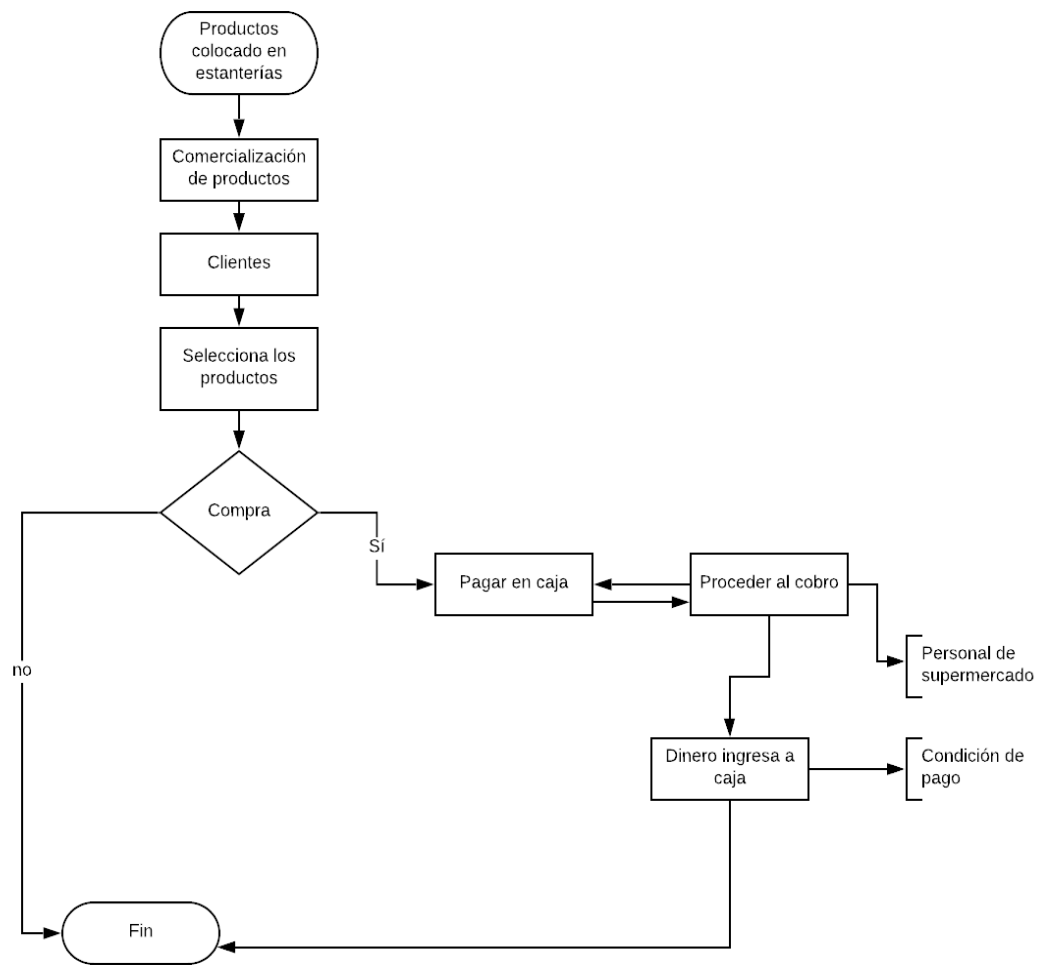 Productos
colocado en
estanterías
Comercialización
de productos
Clientes
Selecciona los
productos
Compra
Sí
Pagar en caja
Proceder al cobro
no
Personal de
supermercado
Dinero ingresa a
caja
Condición de
pago
Fin